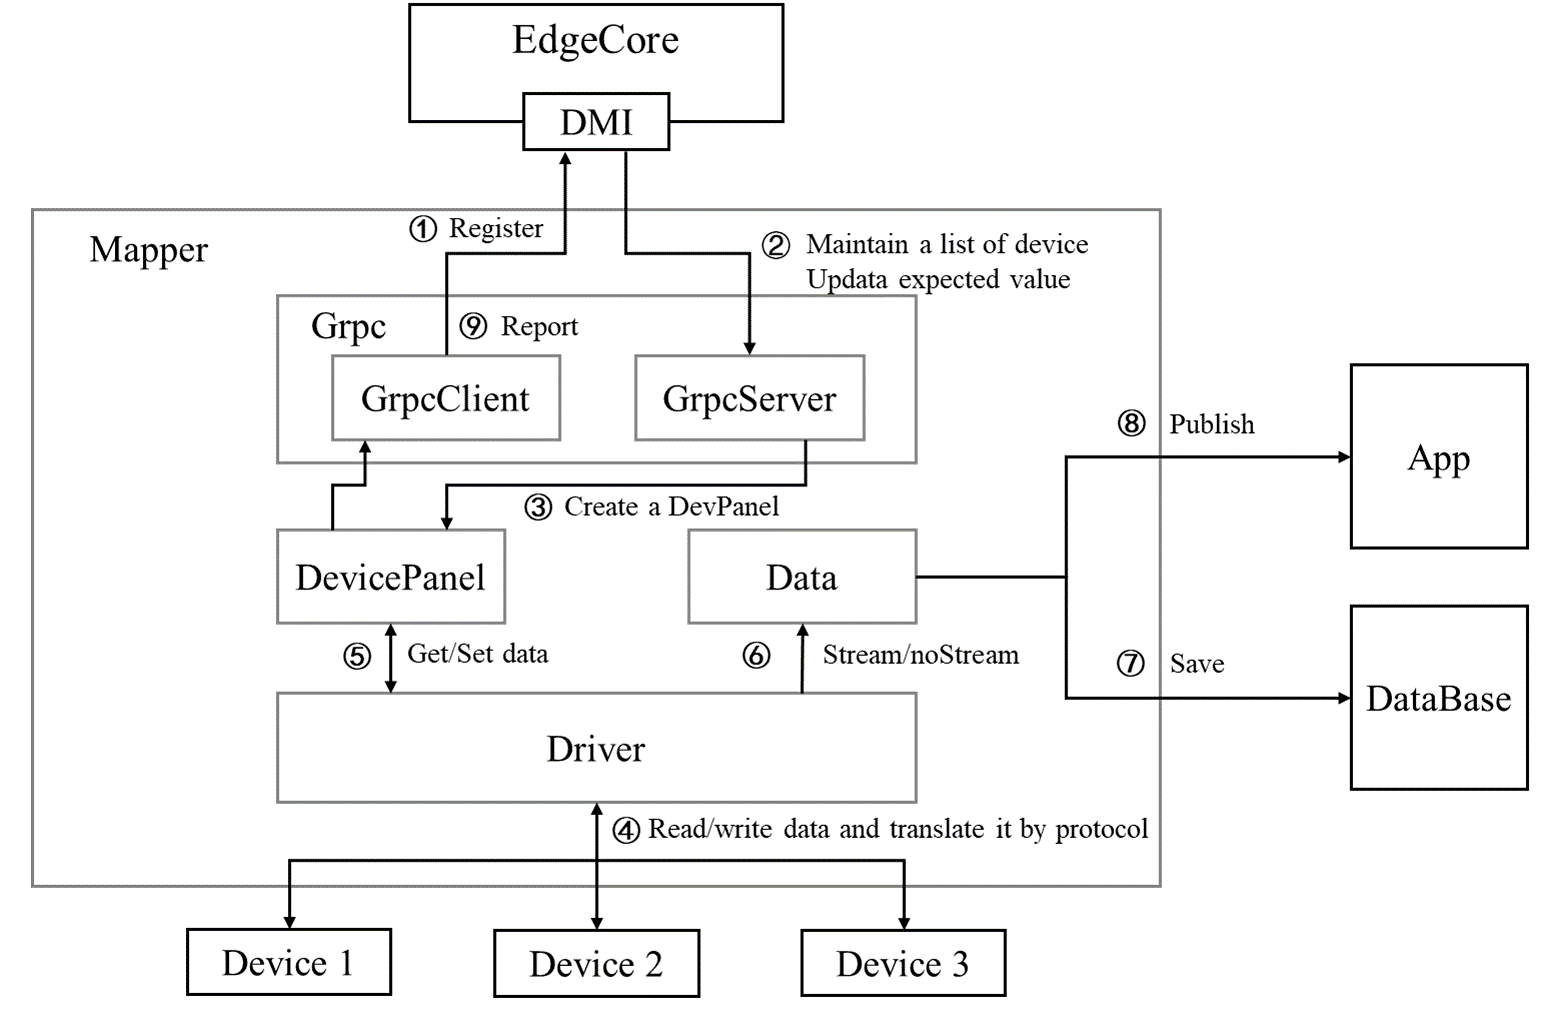 EdgeCore
DMI
① Register
Mapper
② Maintain a list of device
Updata expected value
Grpc
⑨ Report
GrpcClient
GrpcServer
⑧ Publish
App
③ Create a DevPanel
DevicePanel
Data
⑤ Get/Set data
⑥ Stream/noStream
⑦ Save
DataBase
Driver
④ Read/write data and translate it by protocol
Device 1
Device 2
Device 3